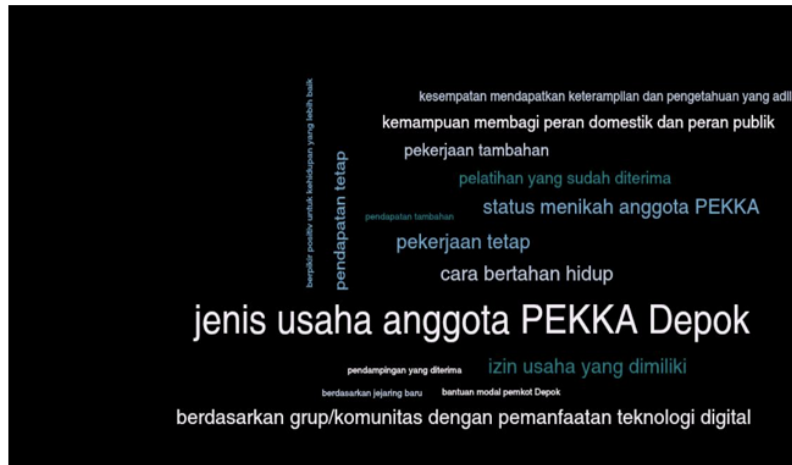 berpikir positiv untuk kehidupan yang lebih baik
pendapatan tetap
kesempatan mendapatkan keterampilan dan pengetahuan yang adil
kemampuan membagi peran domestik dan peran publik
pekerjaan tambahan
pelatihan yang sudah diterima
status menikah anggota PEKKA
pendapatan tambahan
pekerjaan tetap
cara bertahan hidup
jenis usaha anggota PEKKA Depok
pendampingan yang diterima
izin usaha yang dimiliki
berdasarkan jejaring baru
bantuan modal pemkot Depok
berdasarkan grup/komunitas dengan pemanfaatan teknologi digital